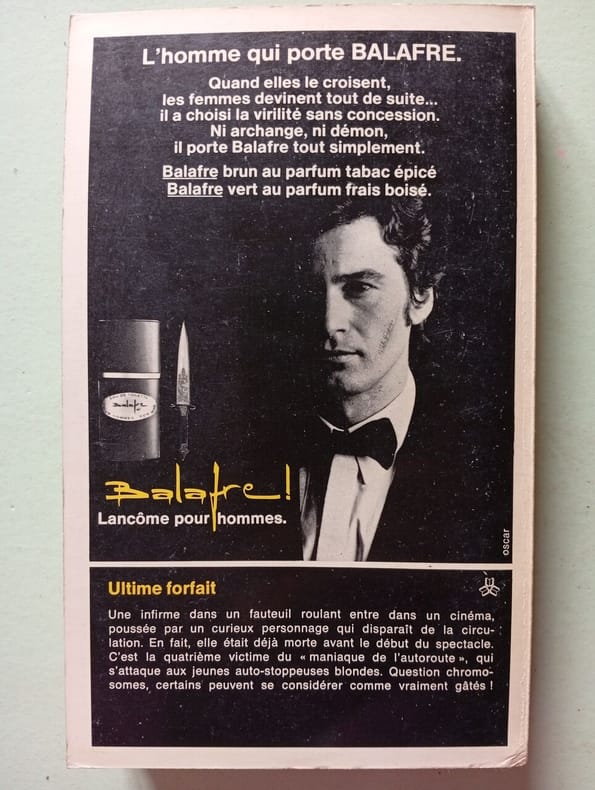 L'homme qui porte BALAFRE.
Quand elles le croisent,
les femmes devinent tout de suite...
il a choisi la virilité sans concession.
Ni archange, ni démon,
il porte Balafre tout simplement.
Balafre brun au parfum tabac épicé
Balafre vert au parfum frais boisé.
EAU DE TOILETTE
Balafre
Balafre!
Lancôme pour hommes.
oscar
Ultime forfait
Une infirme dans un fauteuil roulant entre dans un cinéma,
poussée par un curieux personnage qui disparaît de la circu-
lation. En fait, elle était déjà morte avant le début du spectacle.
C'est la quatrième victime du « maniaque de l'autoroute », qui
s'attaque aux jeunes auto-stoppeuses blondes. Question chromo-
somes, certains peuvent se considérer comme vraiment gâtés !